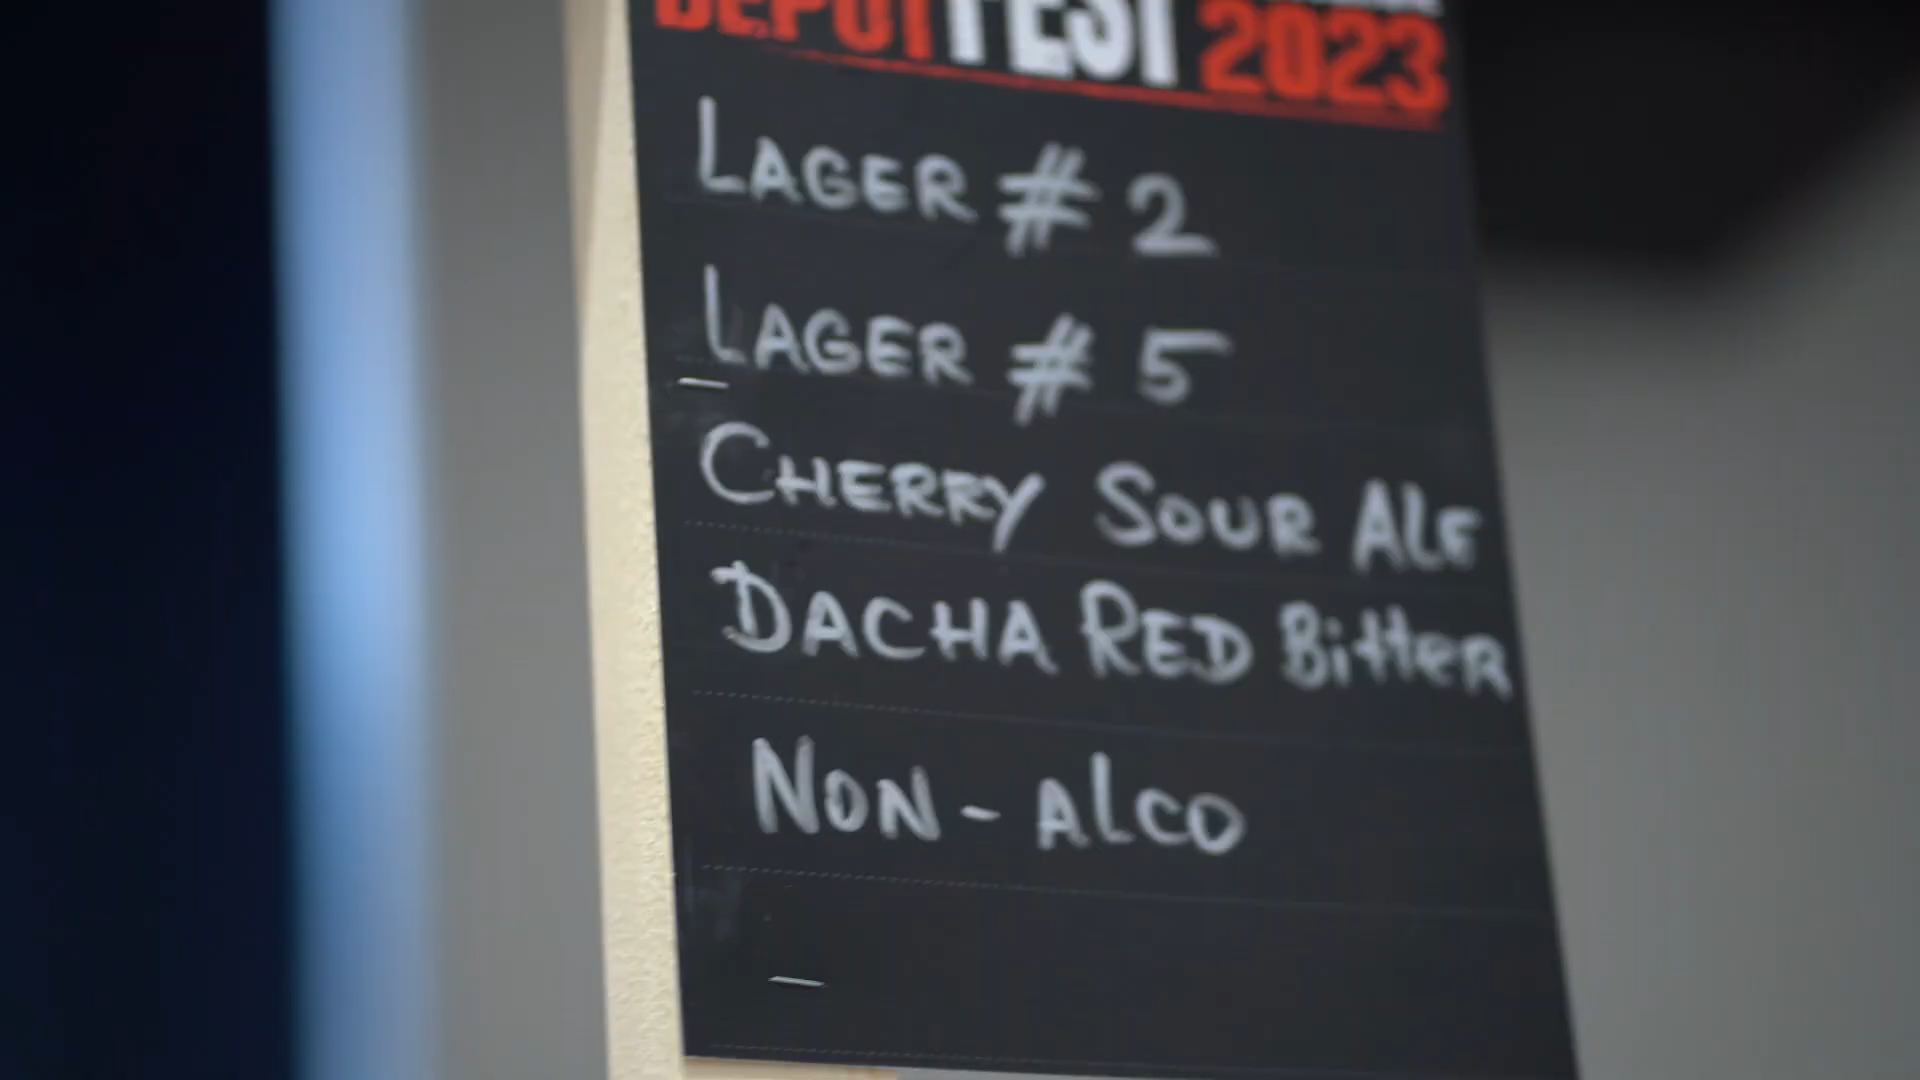 DEPOTFEST 2023
LAGER # 2
LAGER # 5
CHERRY SOUR AlE
DACHA RED BittER
NON-AlCO